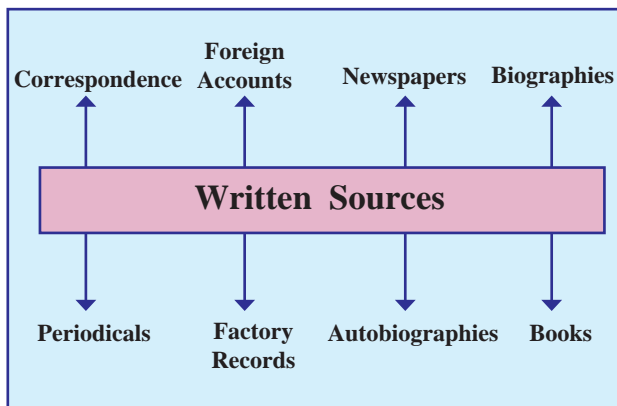 Correspondence
Foreign
Accounts
Newspapers
Biographies
Written Sources
Periodicals
Factory
Records
Autobiographies
Books